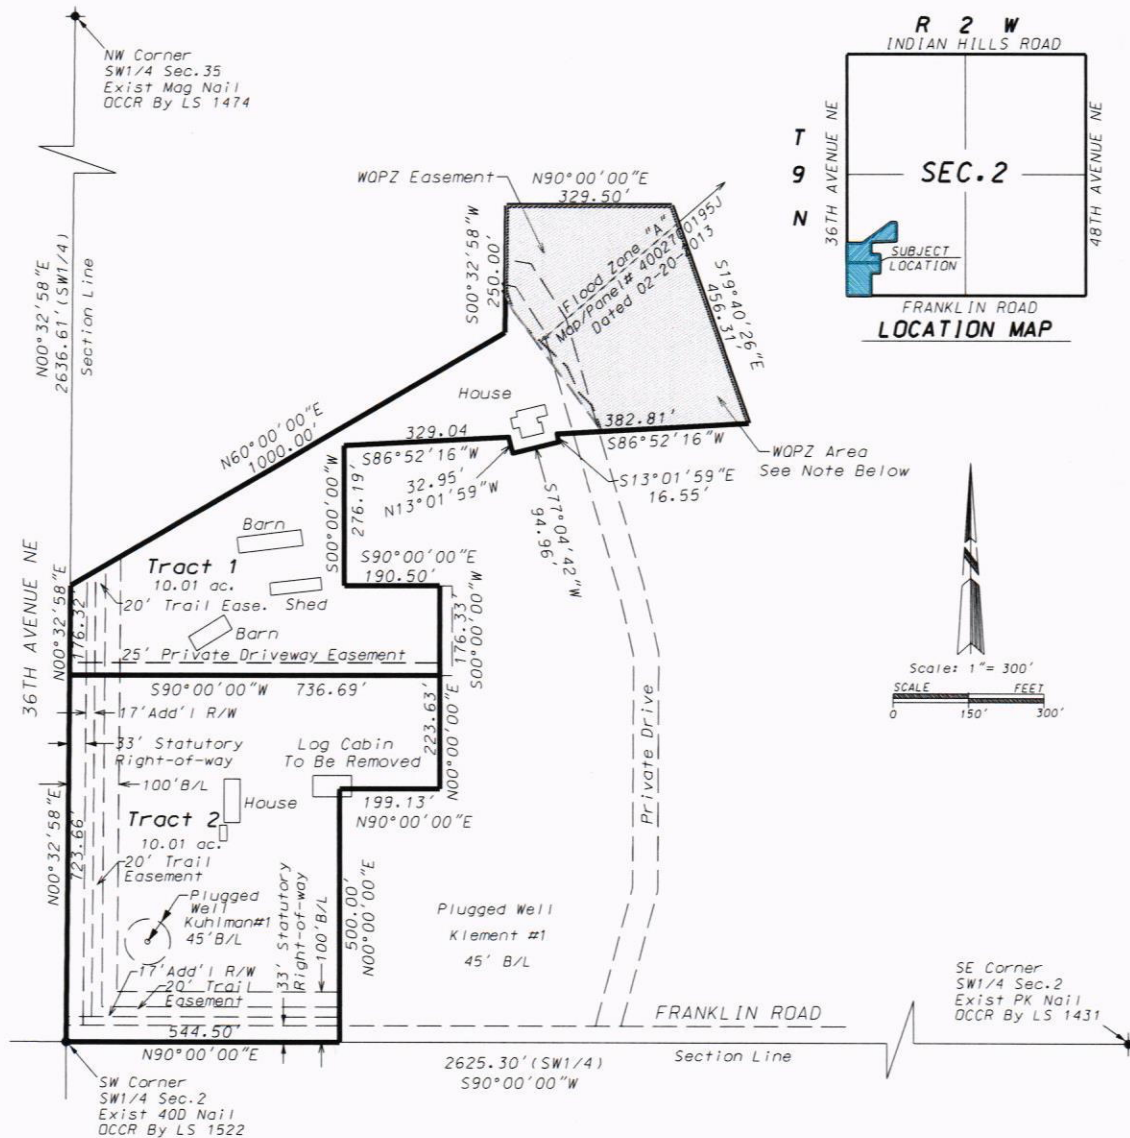 NW Corner
SW1/4 Sec.35
Exist Mag Nail
OCCR By LS 1474
R 2 W
INDIAN HILLS ROAD
T
9
N
36TH AVENUE NE
48TH AVENUE NE
SEC.2
SUBJECT
LOCATION
FRANKLIN ROAD
LOCATION MAP
WQPZ Easement
N90°00'00"E
329.50'
S00°32'58"W
250.00'
Flood Zone "A"
Map/Panel# 4002700195J
Dated 02-20-2013
S19°40'26"E
456.31'
N00°32'58"E
2636.61'(SW1/4)
Section Line
House
382.81'
S86°52'16"W
N60°00'00"E
1000.00'
329.04
S86°52'16"W
32.95'
N13°01'59"W
S13°01'59"E
16.55'
WQPZ Area
See Note Below
S77°04'42"W
94.96'
S00°00'00"W
276.19'
Barn
Tract 1
10.01 ac.
S90°00'00"E
190.50'
20' Trail Ease.
Shed
Barn
36TH AVENUE NE
N00°32'58"E
176.32'
176.33'
S00°00'00"W
25' Private Driveway Easement
S90°00'00"W 736.69'
Scale: 1"= 300'
SCALE FEET
0 150' 300'
17'Add'l R/W
33' Statutory
Right-of-way
Log Cabin
To Be Removed
223.63'
N00°00'00"E
100'B/L
House
199.13'
N90°00'00"E
Private Drive
Tract 2
10.01 ac.
N00°32'58"E
723.66'
20' Trail
Easement
Plugged
Well
Kuhlman#1
45'B/L
33' Statutory
Right-of-way
100'B/L
500.00'
N00°00'00"E
Plugged Well
Klement #1
45' B/L
17'Add'l R/W
20' Trail
Easement
544.50'
N90°00'00"E
FRANKLIN ROAD
2625.30'(SW1/4)
S90°00'00"W
Section Line
SE Corner
SW1/4 Sec.2
Exist PK Nail
OCCR By LS 1431
SW Corner
SW1/4 Sec.2
Exist 40D Nail
OCCR By LS 1522